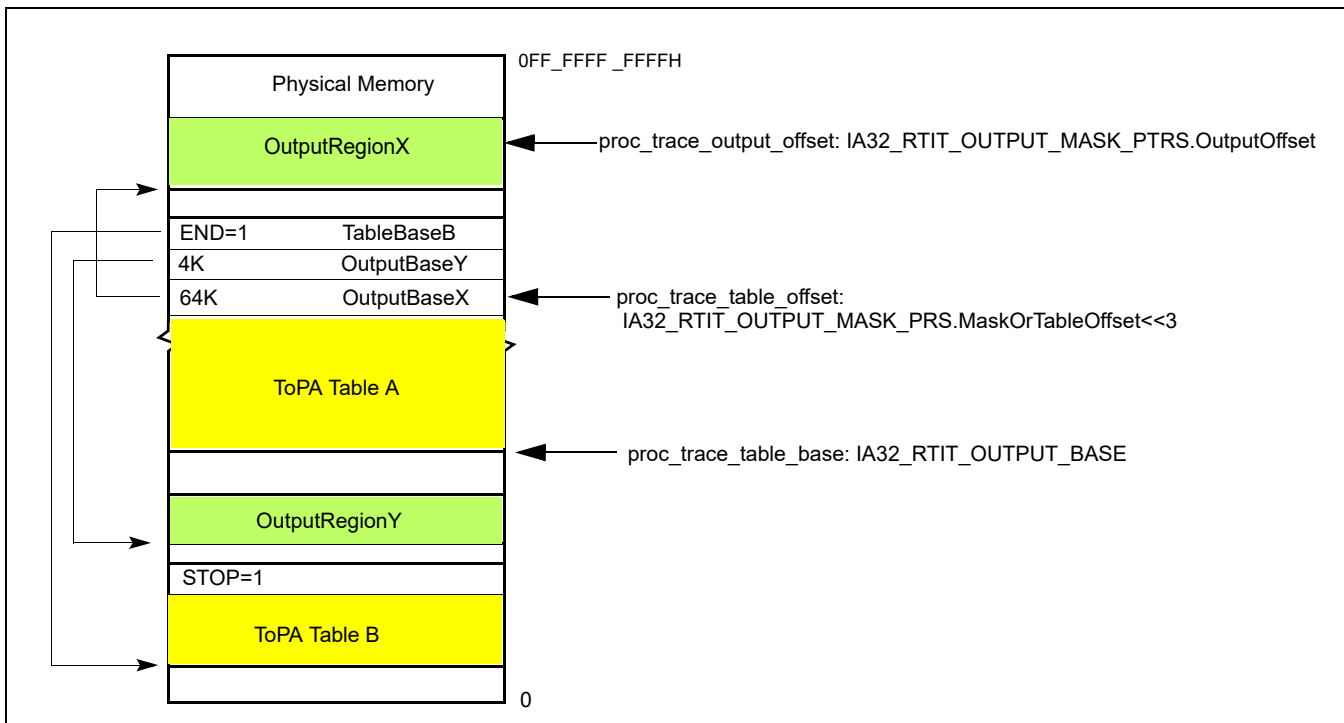 0FF_FFFF _FFFFH
Physical Memory
OutputRegionX
proc_trace_output_offset: IA32_RTIT_OUTPUT_MASK_PTRS.OutputOffset
END=1 TableBaseB
4K OutputBaseY
64K OutputBaseX
proc_trace_table_offset:
IA32_RTIT_OUTPUT_MASK_PRS.MaskOrTableOffset<<3
ToPA Table A
proc_trace_table_base: IA32_RTIT_OUTPUT_BASE
OutputRegionY
STOP=1
ToPA Table B
0